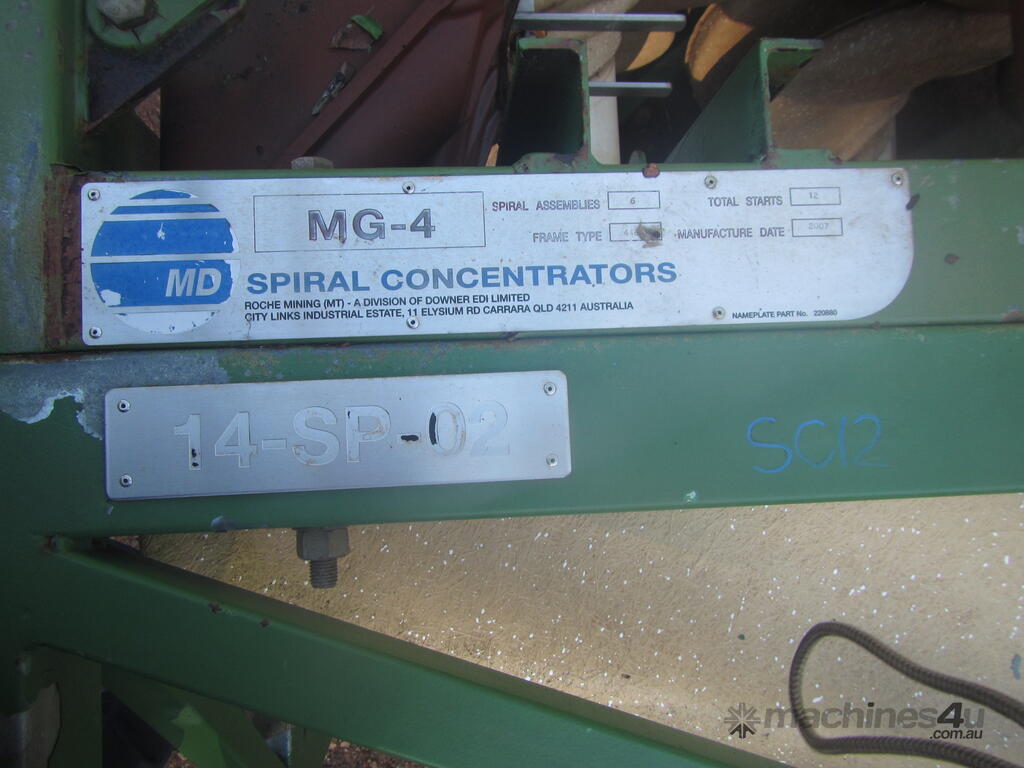 MG-4
SPIRAL ASSEMBLIES 6 TOTAL STARTS 12
FRAME TYPE MANUFACTURE DATE 2007
MD SPIRAL CONCENTRATORS
ROCHE MINING (MT) - A DIVISION OF DOWNER EDI LIMITED
CITY LINKS INDUSTRIAL ESTATE, 11 ELYSIUM RD CARRARA QLD 4211 AUSTRALIA
NAMEPLATE PART No. 220880
14-SP-02
SC12
machines4u
.com.au